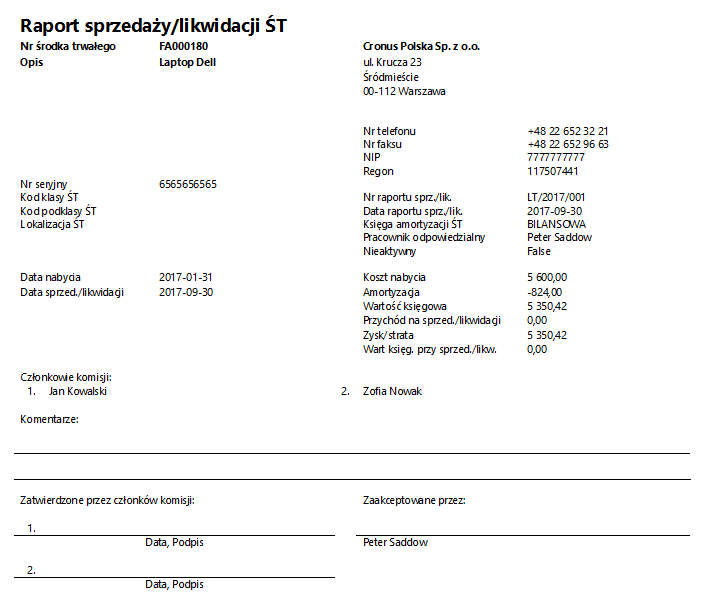 Raport sprzedaży/likwidacji ŚT
Nr środka trwałego FA000180 Cronus Polska Sp. z o.o.
Opis Laptop Dell ul. Krucza 23
Śródmieście
00-112 Warszawa
Nr telefonu +48 22 652 32 21
Nr faksu +48 22 652 96 63
NIP 7777777777
Regon 117507441
Nr seryjny 6565656565
Kod klasy ŚT Nr raportu sprz./lik. LT/2017/001
Kod podklasy ŚT Data raportu sprz./lik. 2017-09-30
Lokalizacja ŚT Księga amortyzacji ŚT BILANSOWA
Pracownik odpowiedzialny Peter Saddow
Nieaktywny False
Data nabycia 2017-01-31 Koszt nabycia 5 600,00
Data sprzed./likwidacji 2017-09-30 Amortyzacja -824,00
Wartość księgowa 5 350,42
Przychód na sprzed./likwidacji 0,00
Zysk/strata 5 350,42
Wart księg. przy sprzed./likw. 0,00
Członkowie komisji:
1. Jan Kowalski 2. Zofia Nowak
Komentarze:
Zatwierdzone przez członków komisji: Zaakceptowane przez:
1.
Data, Podpis Peter Saddow
2.
Data, Podpis